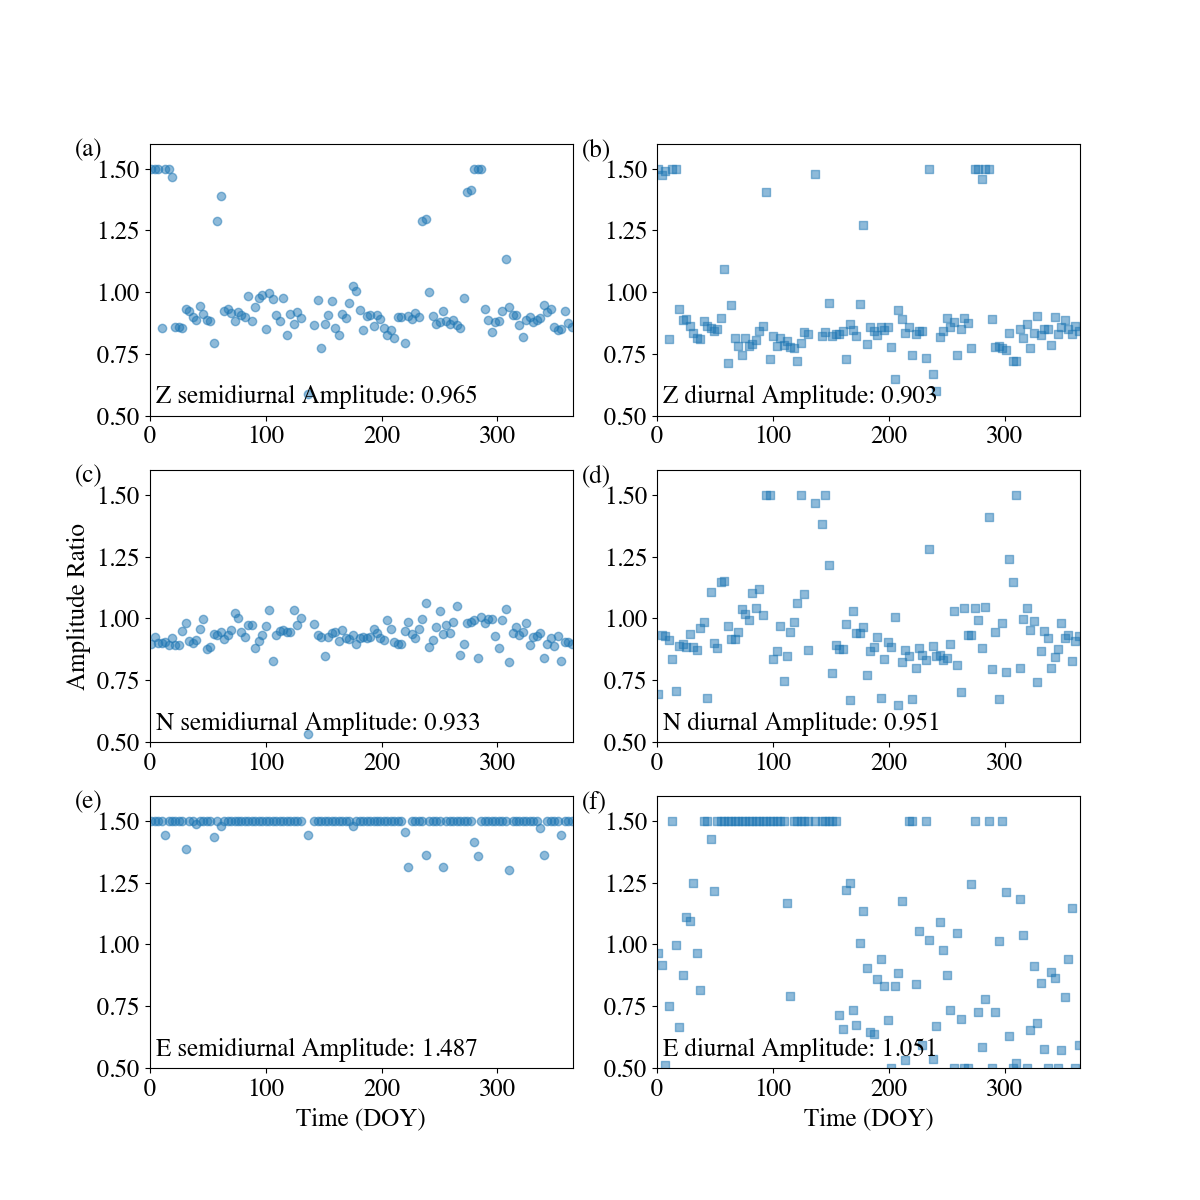 (a)
1.50
1.25
1.00
0.75
0.50
Z semidiurnal Amplitude: 0.965
0 100 200 300
(b)
1.50
1.25
1.00
0.75
0.50
Z diurnal Amplitude: 0.903
0 100 200 300
Amplitude Ratio
(c)
1.50
1.25
1.00
0.75
0.50
N semidiurnal Amplitude: 0.933
0 100 200 300
(d)
1.50
1.25
1.00
0.75
0.50
N diurnal Amplitude: 0.951
0 100 200 300
(e)
1.50
1.25
1.00
0.75
0.50
E semidiurnal Amplitude: 1.487
0 100 200 300
Time (DOY)
(f)
1.50
1.25
1.00
0.75
0.50
E diurnal Amplitude: 1.051
0 100 200 300
Time (DOY)